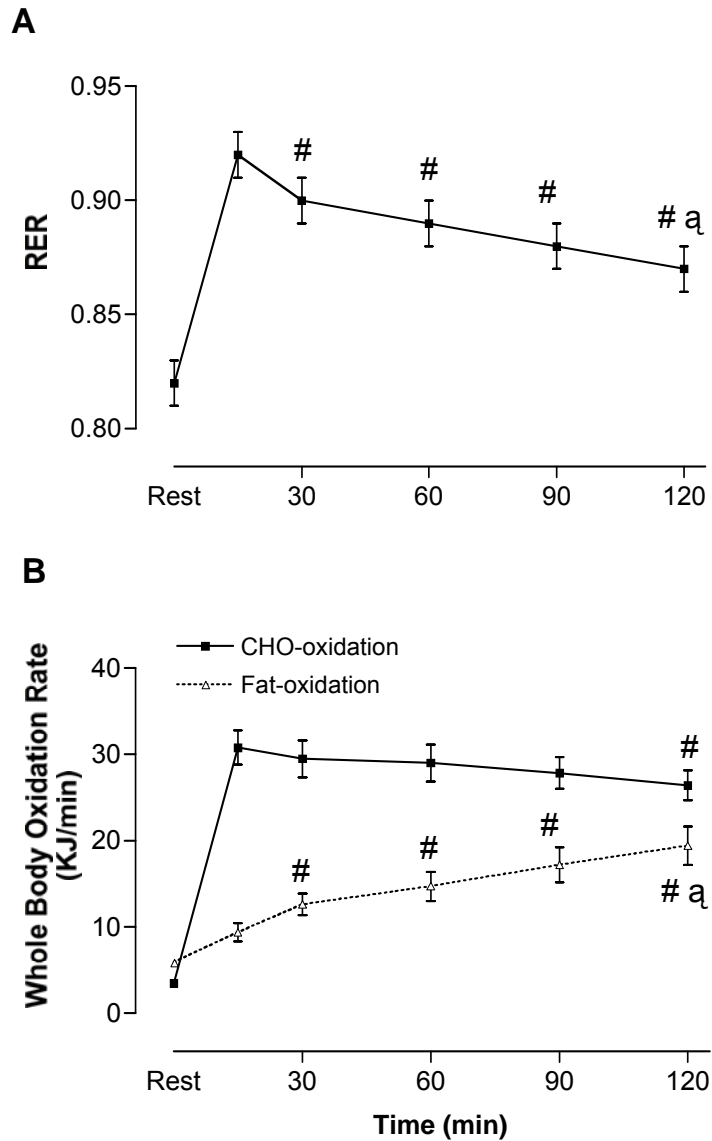 A
0.95
0.90
0.85
0.80
RER
#
#
#
# ą
Rest
30
60
90
120
B
CHO-oxidation
Fat-oxidation
40
30
20
10
0
Whole Body Oxidation Rate
(KJ/min)
#
#
#
#
# ą
Rest
30
60
90
120
Time (min)